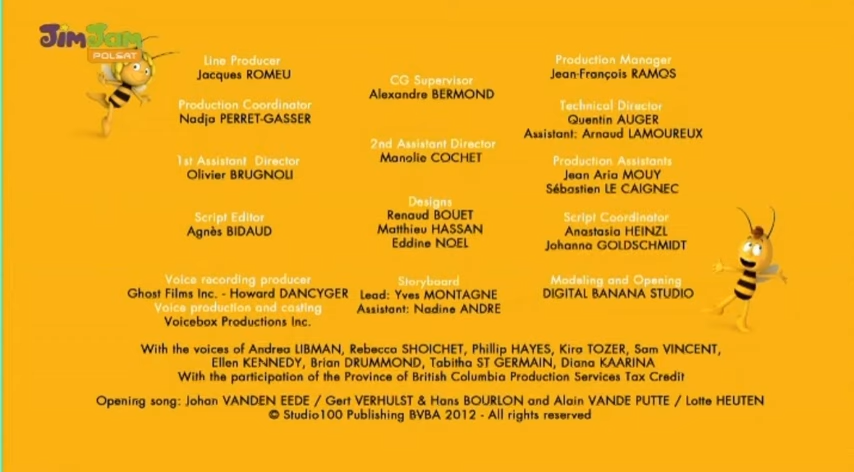 JimJam
POLSAT
Line Producer
Jacques ROMEU
Production Coordinator
Nadja PERRET-GASSER
1st Assistant Director
Olivier BRUGNOLI
Script Editor
Agnès BIDAUD
Voice recording producer
Ghost Films Inc. - Howard DANCYGER
Voice production and casting
Voicebox Productions Inc.
CG Supervisor
Alexandre BERMOND
2nd Assistant Director
Manolie COCHET
Designs
Renaud BOUET
Matthieu HASSAN
Eddine NOEL
Storyboard
Lead: Yves MONTAGNE
Assistant: Nadine ANDRE
Production Manager
Jean-François RAMOS
Technical Director
Quentin AUGER
Assistant: Arnaud LAMOUREUX
Production Assistants
Jean Aria MOUY
Sébastien LE CAIGNEC
Script Coordinator
Anastasia HEINZL
Johanna GOLDSCHMIDT
Modeling and Opening
DIGITAL BANANA STUDIO
With the voices of Andrea LIBMAN, Rebecca SHOICHET, Phillip HAYES, Kira TOZER, Sam VINCENT,
Ellen KENNEDY, Brian DRUMMOND, Tabitha ST GERMAIN, Diana KAARINA
With the participation of the Province of British Columbia Production Services Tax Credit
Opening song: Johan VANDEN EEDE / Gert VERHULST & Hans BOURLON and Alain VANDE PUTTE / Lotte HEUTEN
© Studio100 Publishing BVBA 2012 - All rights reserved